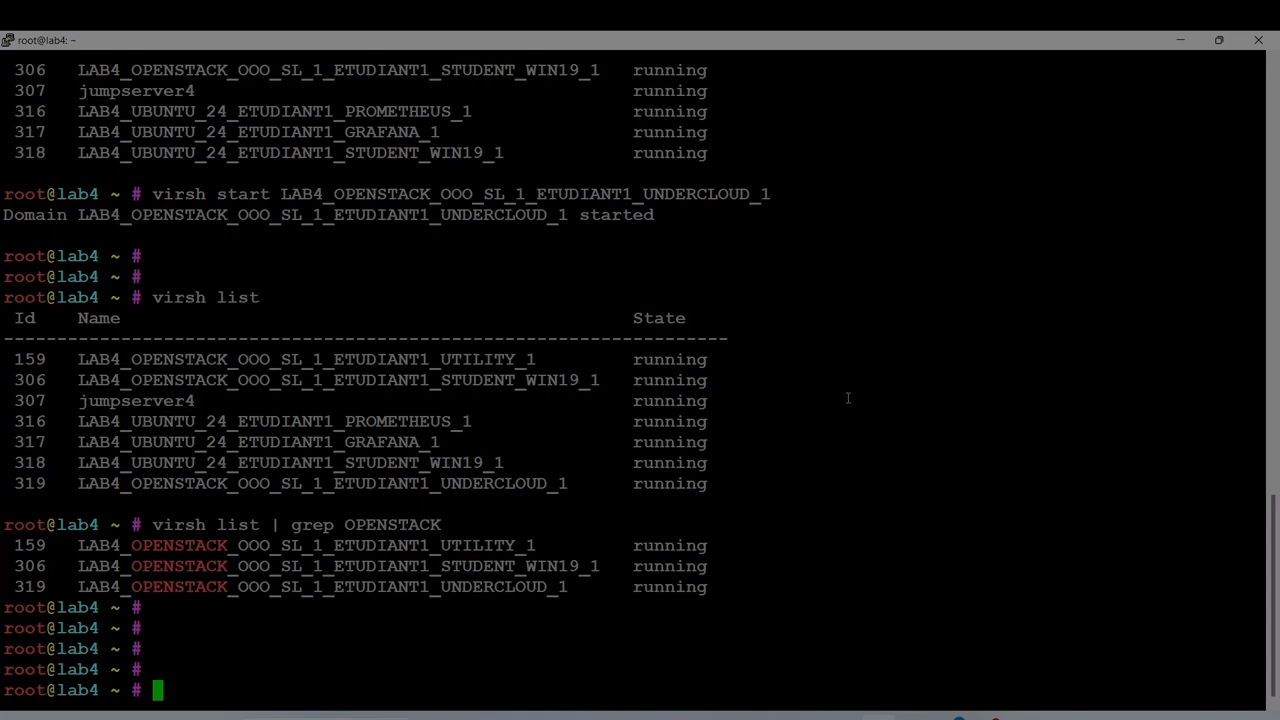 root@lab4: ~
306 LAB4_OPENSTACK_OOO_SL_1_ETUDIANT1_STUDENT_WIN19_1 running
307 jumpserver4 running
316 LAB4_UBUNTU_24_ETUDIANT1_PROMETHEUS_1 running
317 LAB4_UBUNTU_24_ETUDIANT1_GRAFANA_1 running
318 LAB4_UBUNTU_24_ETUDIANT1_STUDENT_WIN19_1 running
root@lab4 ~ # virsh start LAB4_OPENSTACK_OOO_SL_1_ETUDIANT1_UNDERCLOUD_1
Domain LAB4_OPENSTACK_OOO_SL_1_ETUDIANT1_UNDERCLOUD_1 started
root@lab4 ~ #
root@lab4 ~ #
root@lab4 ~ # virsh list
Id Name State
--------------------------------------------------------------------
159 LAB4_OPENSTACK_OOO_SL_1_ETUDIANT1_UTILITY_1 running
306 LAB4_OPENSTACK_OOO_SL_1_ETUDIANT1_STUDENT_WIN19_1 running
307 jumpserver4 running
316 LAB4_UBUNTU_24_ETUDIANT1_PROMETHEUS_1 running
317 LAB4_UBUNTU_24_ETUDIANT1_GRAFANA_1 running
318 LAB4_UBUNTU_24_ETUDIANT1_STUDENT_WIN19_1 running
319 LAB4_OPENSTACK_OOO_SL_1_ETUDIANT1_UNDERCLOUD_1 running
root@lab4 ~ # virsh list | grep OPENSTACK
159 LAB4_OPENSTACK_OOO_SL_1_ETUDIANT1_UTILITY_1 running
306 LAB4_OPENSTACK_OOO_SL_1_ETUDIANT1_STUDENT_WIN19_1 running
319 LAB4_OPENSTACK_OOO_SL_1_ETUDIANT1_UNDERCLOUD_1 running
root@lab4 ~ #
root@lab4 ~ #
root@lab4 ~ #
root@lab4 ~ #
root@lab4 ~ #